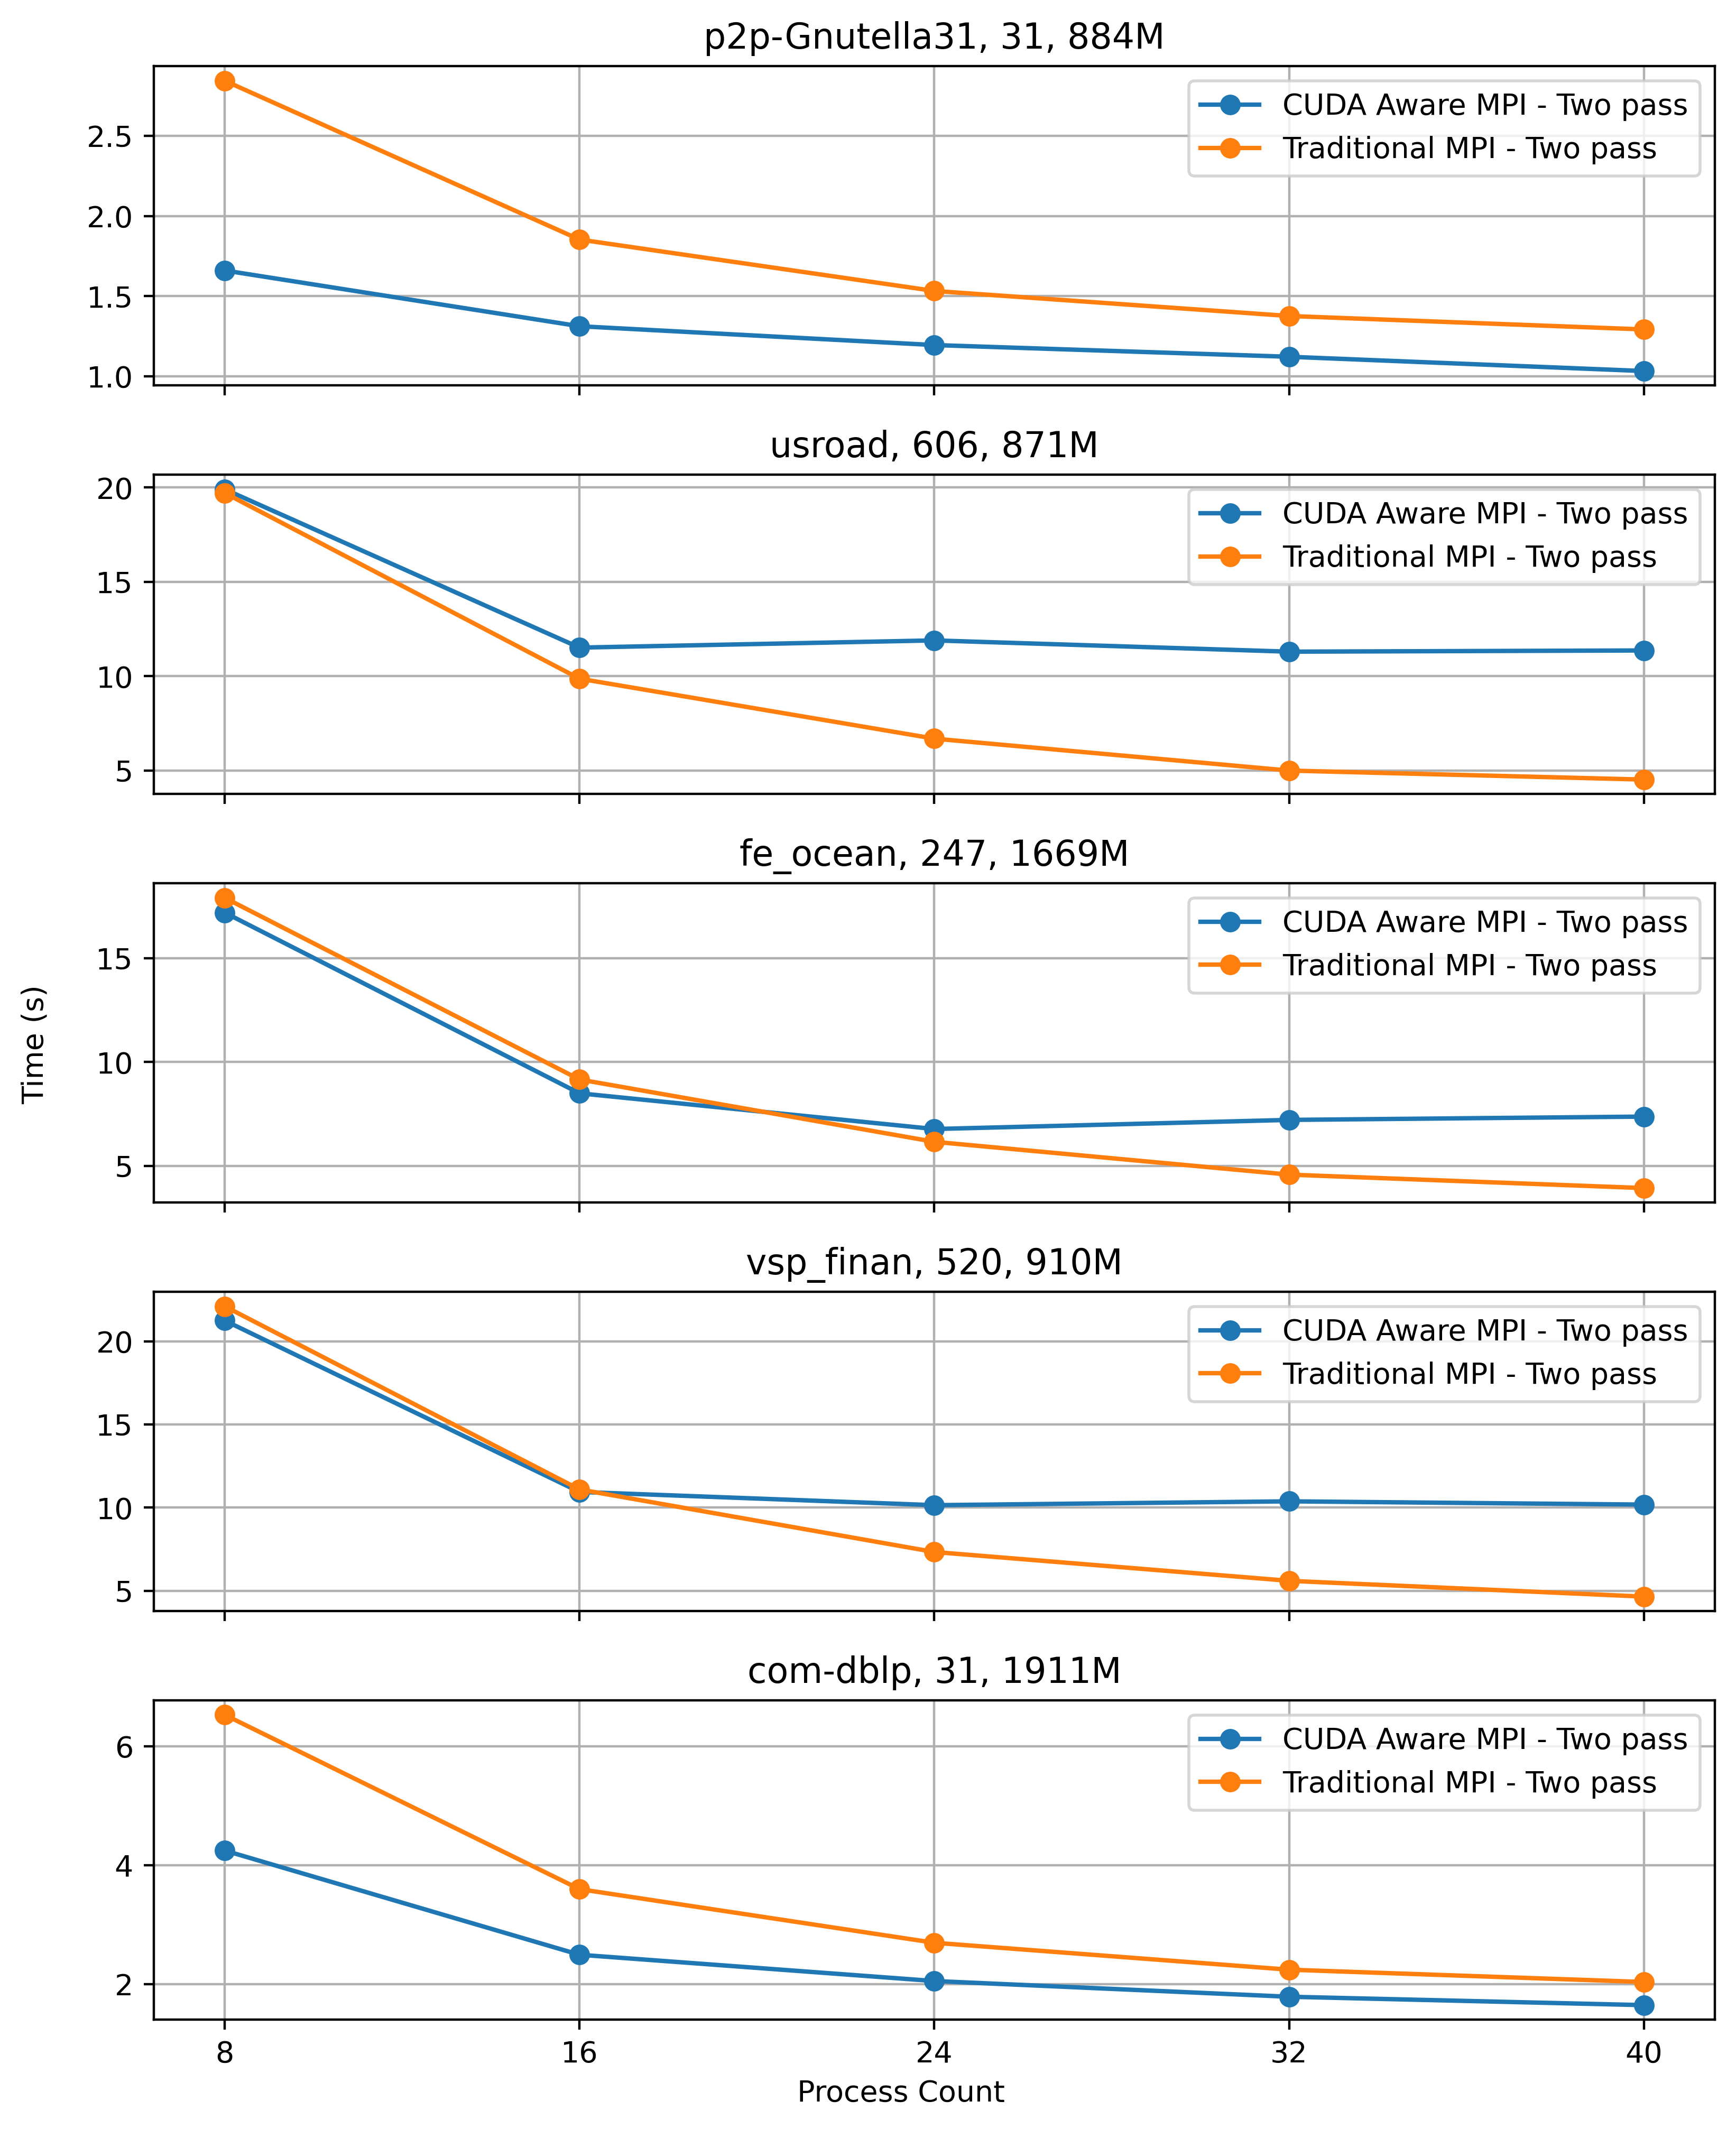 p2p-Gnutella31, 31, 884M
2.5
2.0
1.5
1.0
CUDA Aware MPI - Two pass
Traditional MPI - Two pass
usroad, 606, 871M
20
15
10
5
CUDA Aware MPI - Two pass
Traditional MPI - Two pass
fe_ocean, 247, 1669M
15
10
5
CUDA Aware MPI - Two pass
Traditional MPI - Two pass
Time (s)
vsp_finan, 520, 910M
20
15
10
5
CUDA Aware MPI - Two pass
Traditional MPI - Two pass
com-dblp, 31, 1911M
6
4
2
CUDA Aware MPI - Two pass
Traditional MPI - Two pass
8 16 24 32 40
Process Count